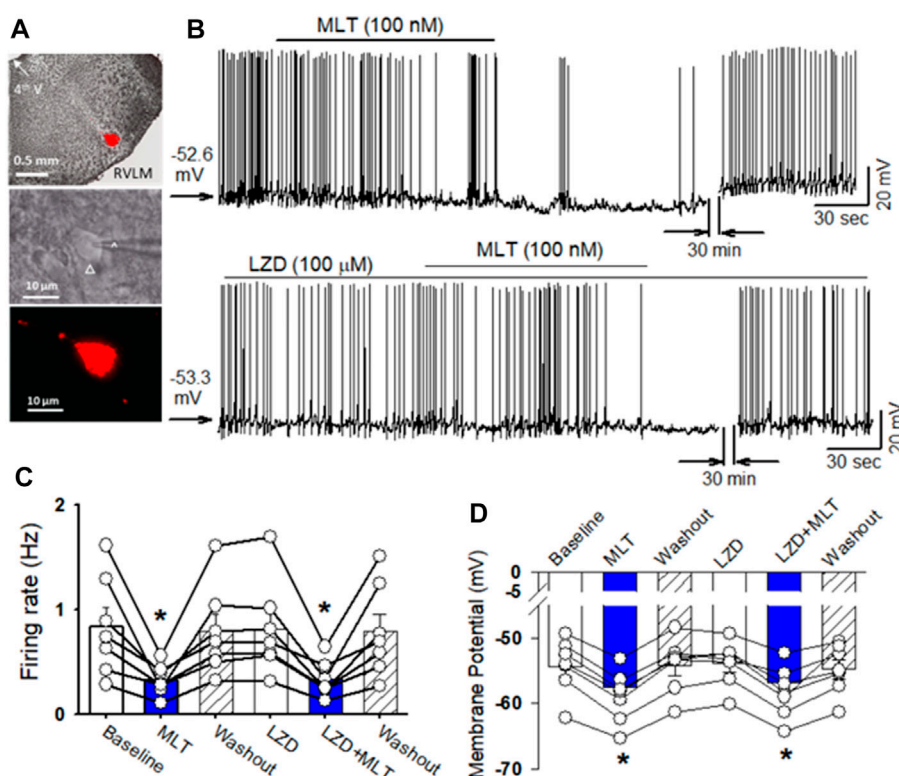 A
4th V
0.5 mm
RVLM
10 μm
^
Δ
10 μm
B
MLT (100 nM)
-52.6
mV
20 mV
30 sec
30 min
LZD (100 μM)
MLT (100 nM)
-53.3
mV
20 mV
30 sec
30 min
C
Firing rate (Hz)
2
1
0
*
*
Baseline
MLT
Washout
LZD
LZD+MLT
Washout
D
Baseline
MLT
Washout
LZD
LZD+MLT
Washout
Membrane Potential (mV)
0
-5
-50
-60
-70
*
*